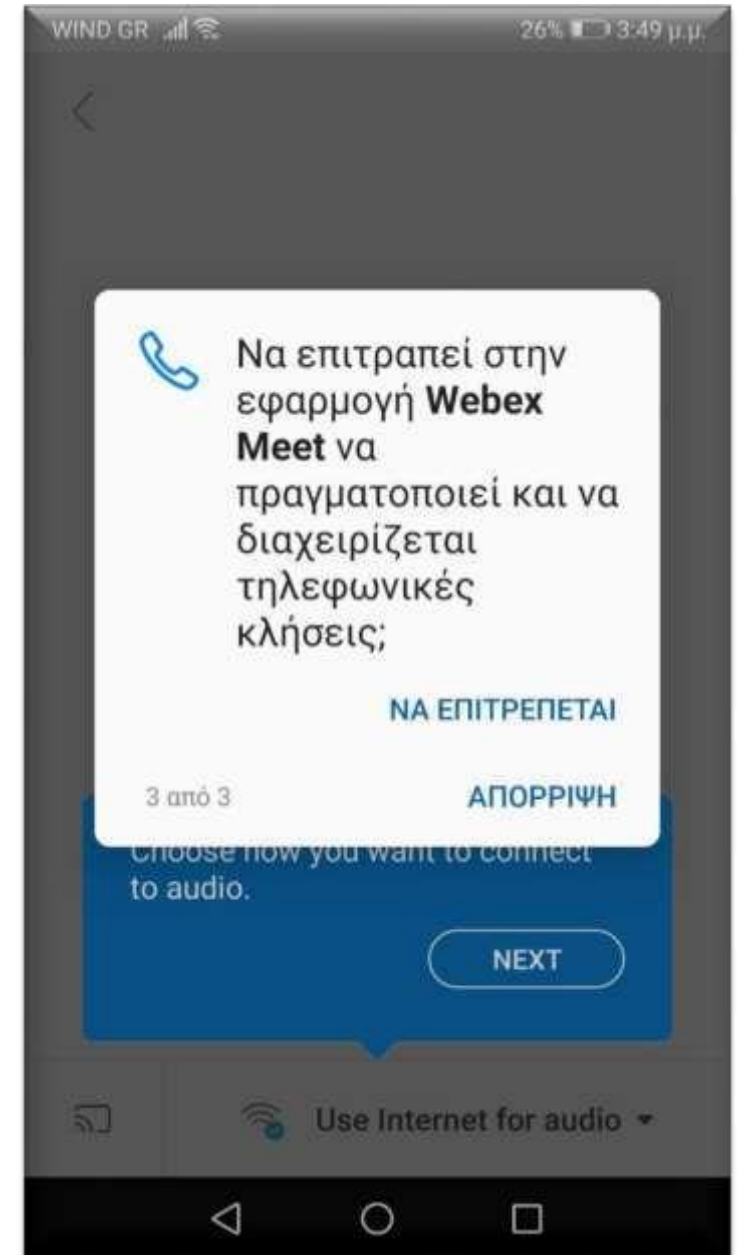 WIND GR 26% 3:49 μ.μ.
Να επιτραπεί στην
εφαρμογή Webex
Meet να
πραγματοποιεί και να
διαχειρίζεται
τηλεφωνικές
κλήσεις;
ΝΑ ΕΠΙΤΡΕΠΕΤΑΙ
3 από 3 ΑΠΟΡΡΙΨΗ
Choose how you want to connect
to audio.
NEXT
Use Internet for audio